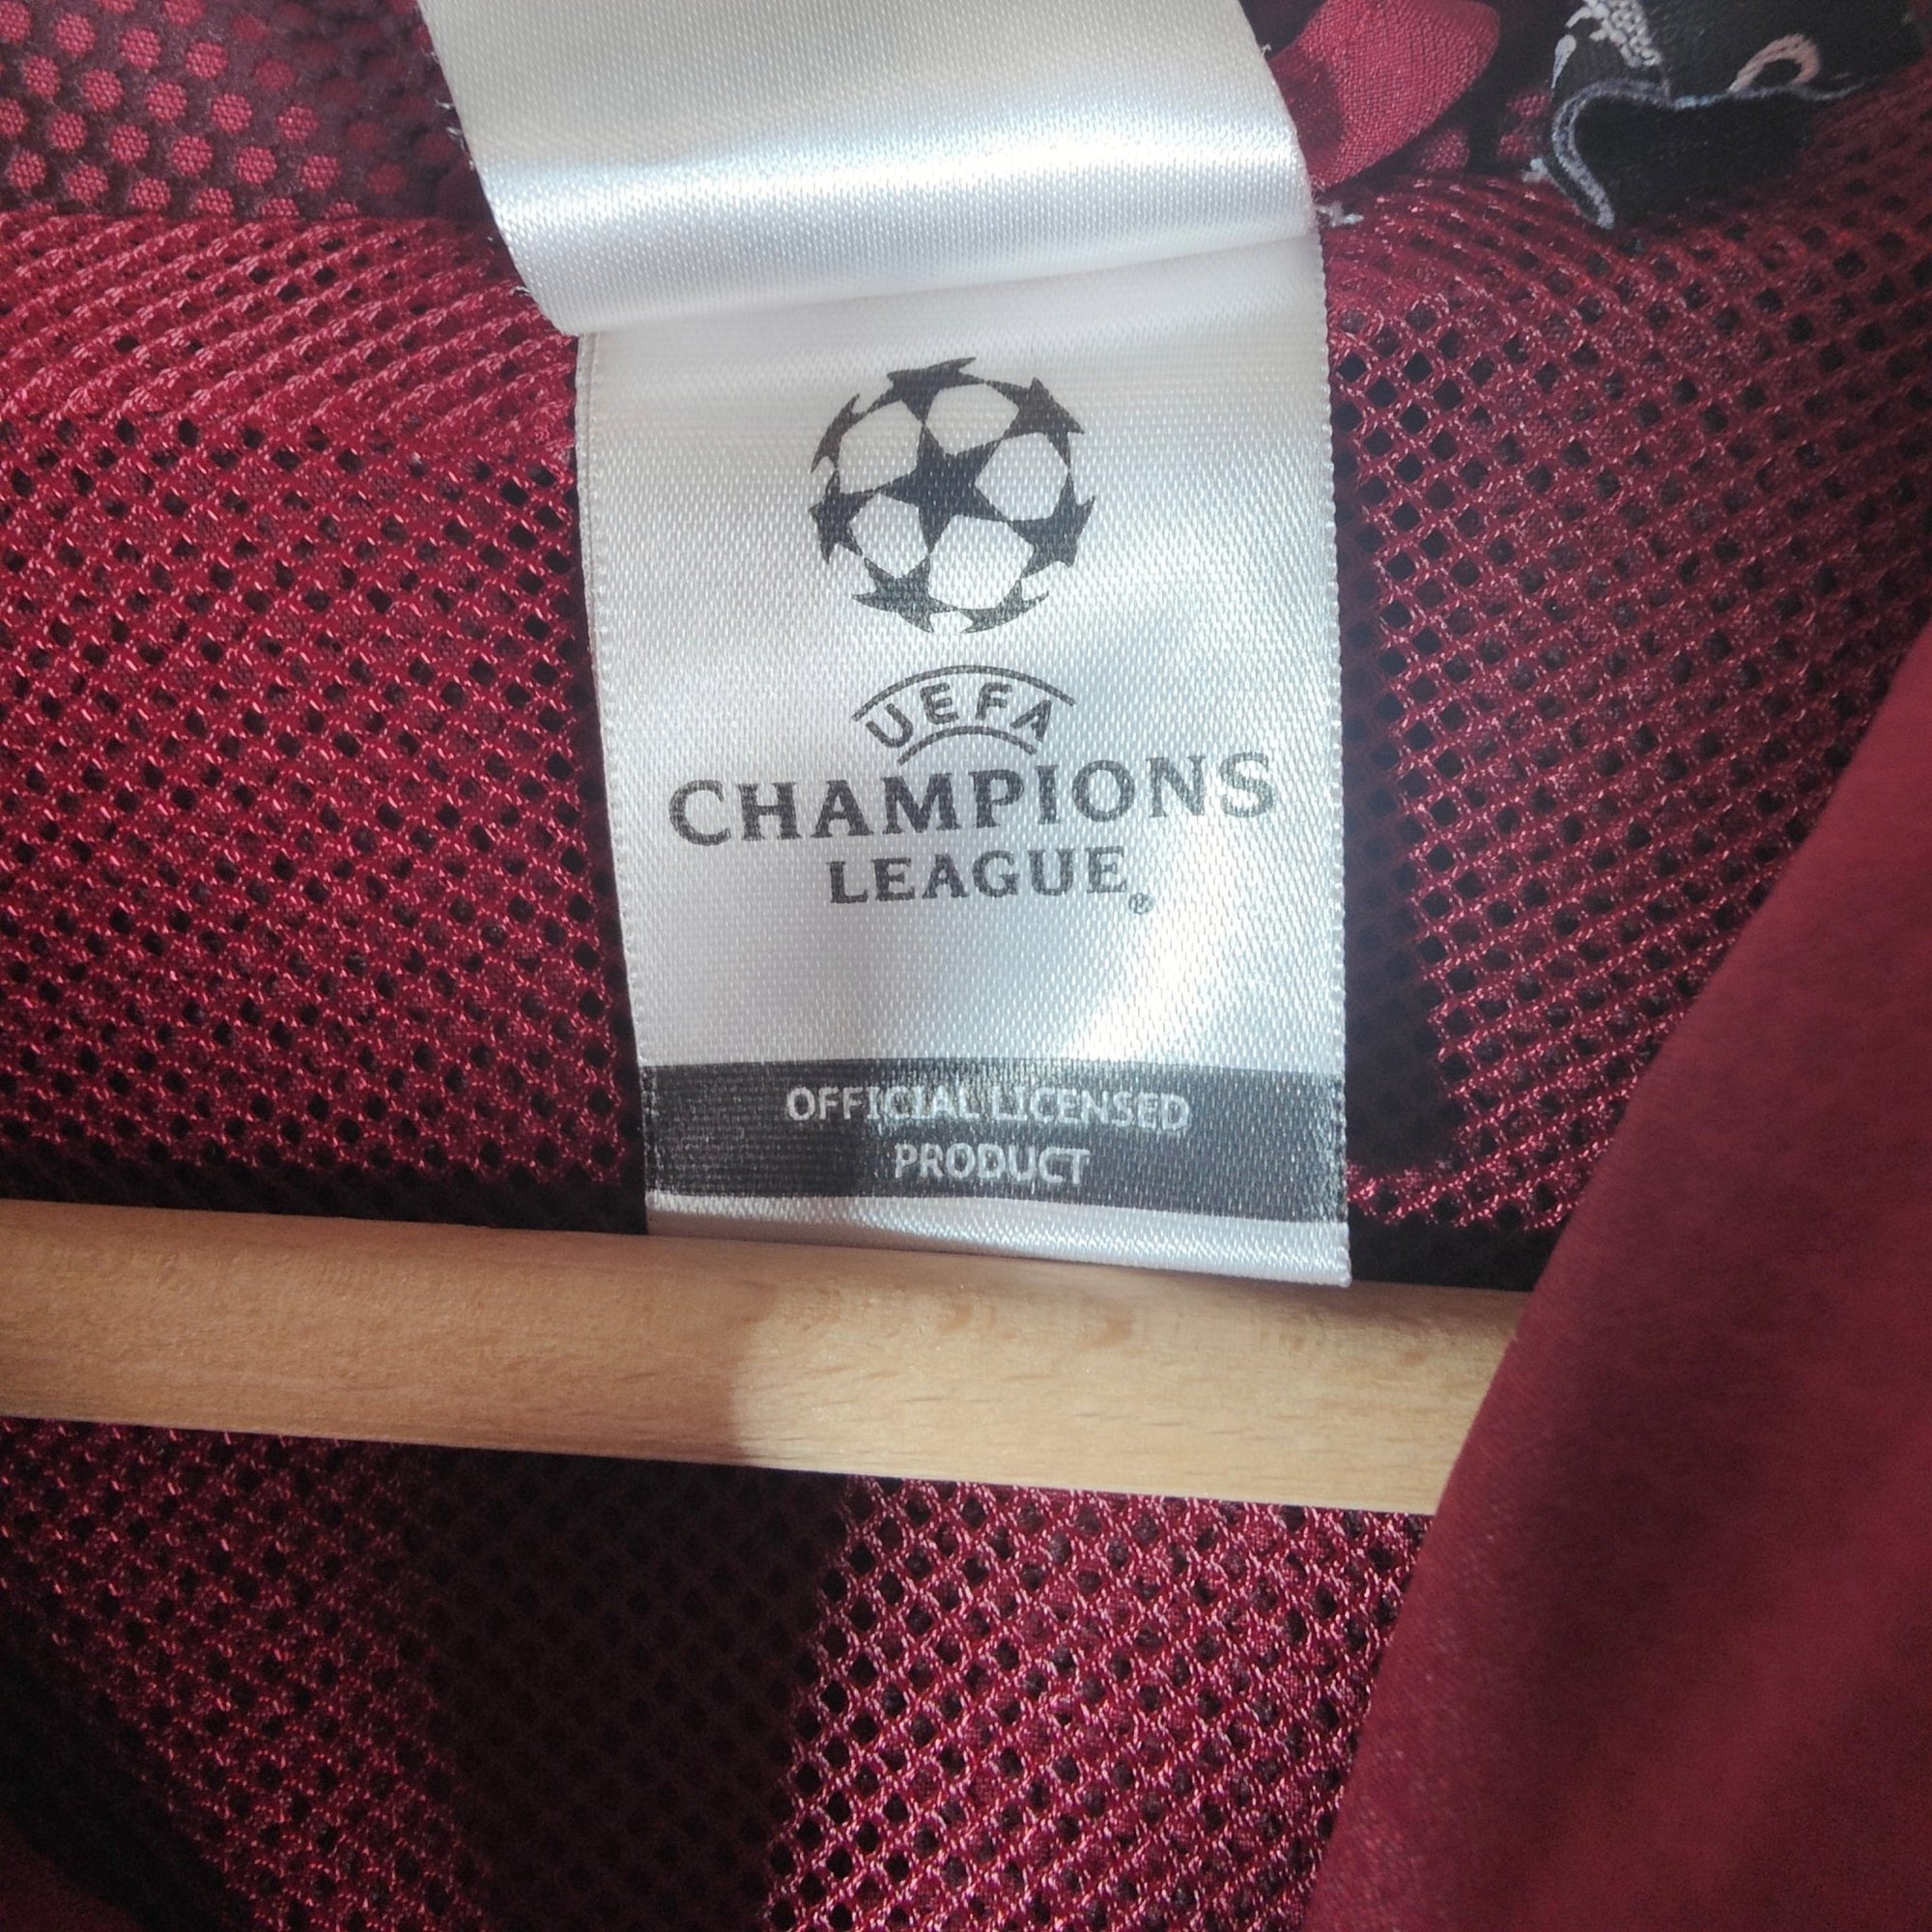 UEFA
CHAMPIONS
LEAGUE®
OFFICIAL LICENSED
PRODUCT